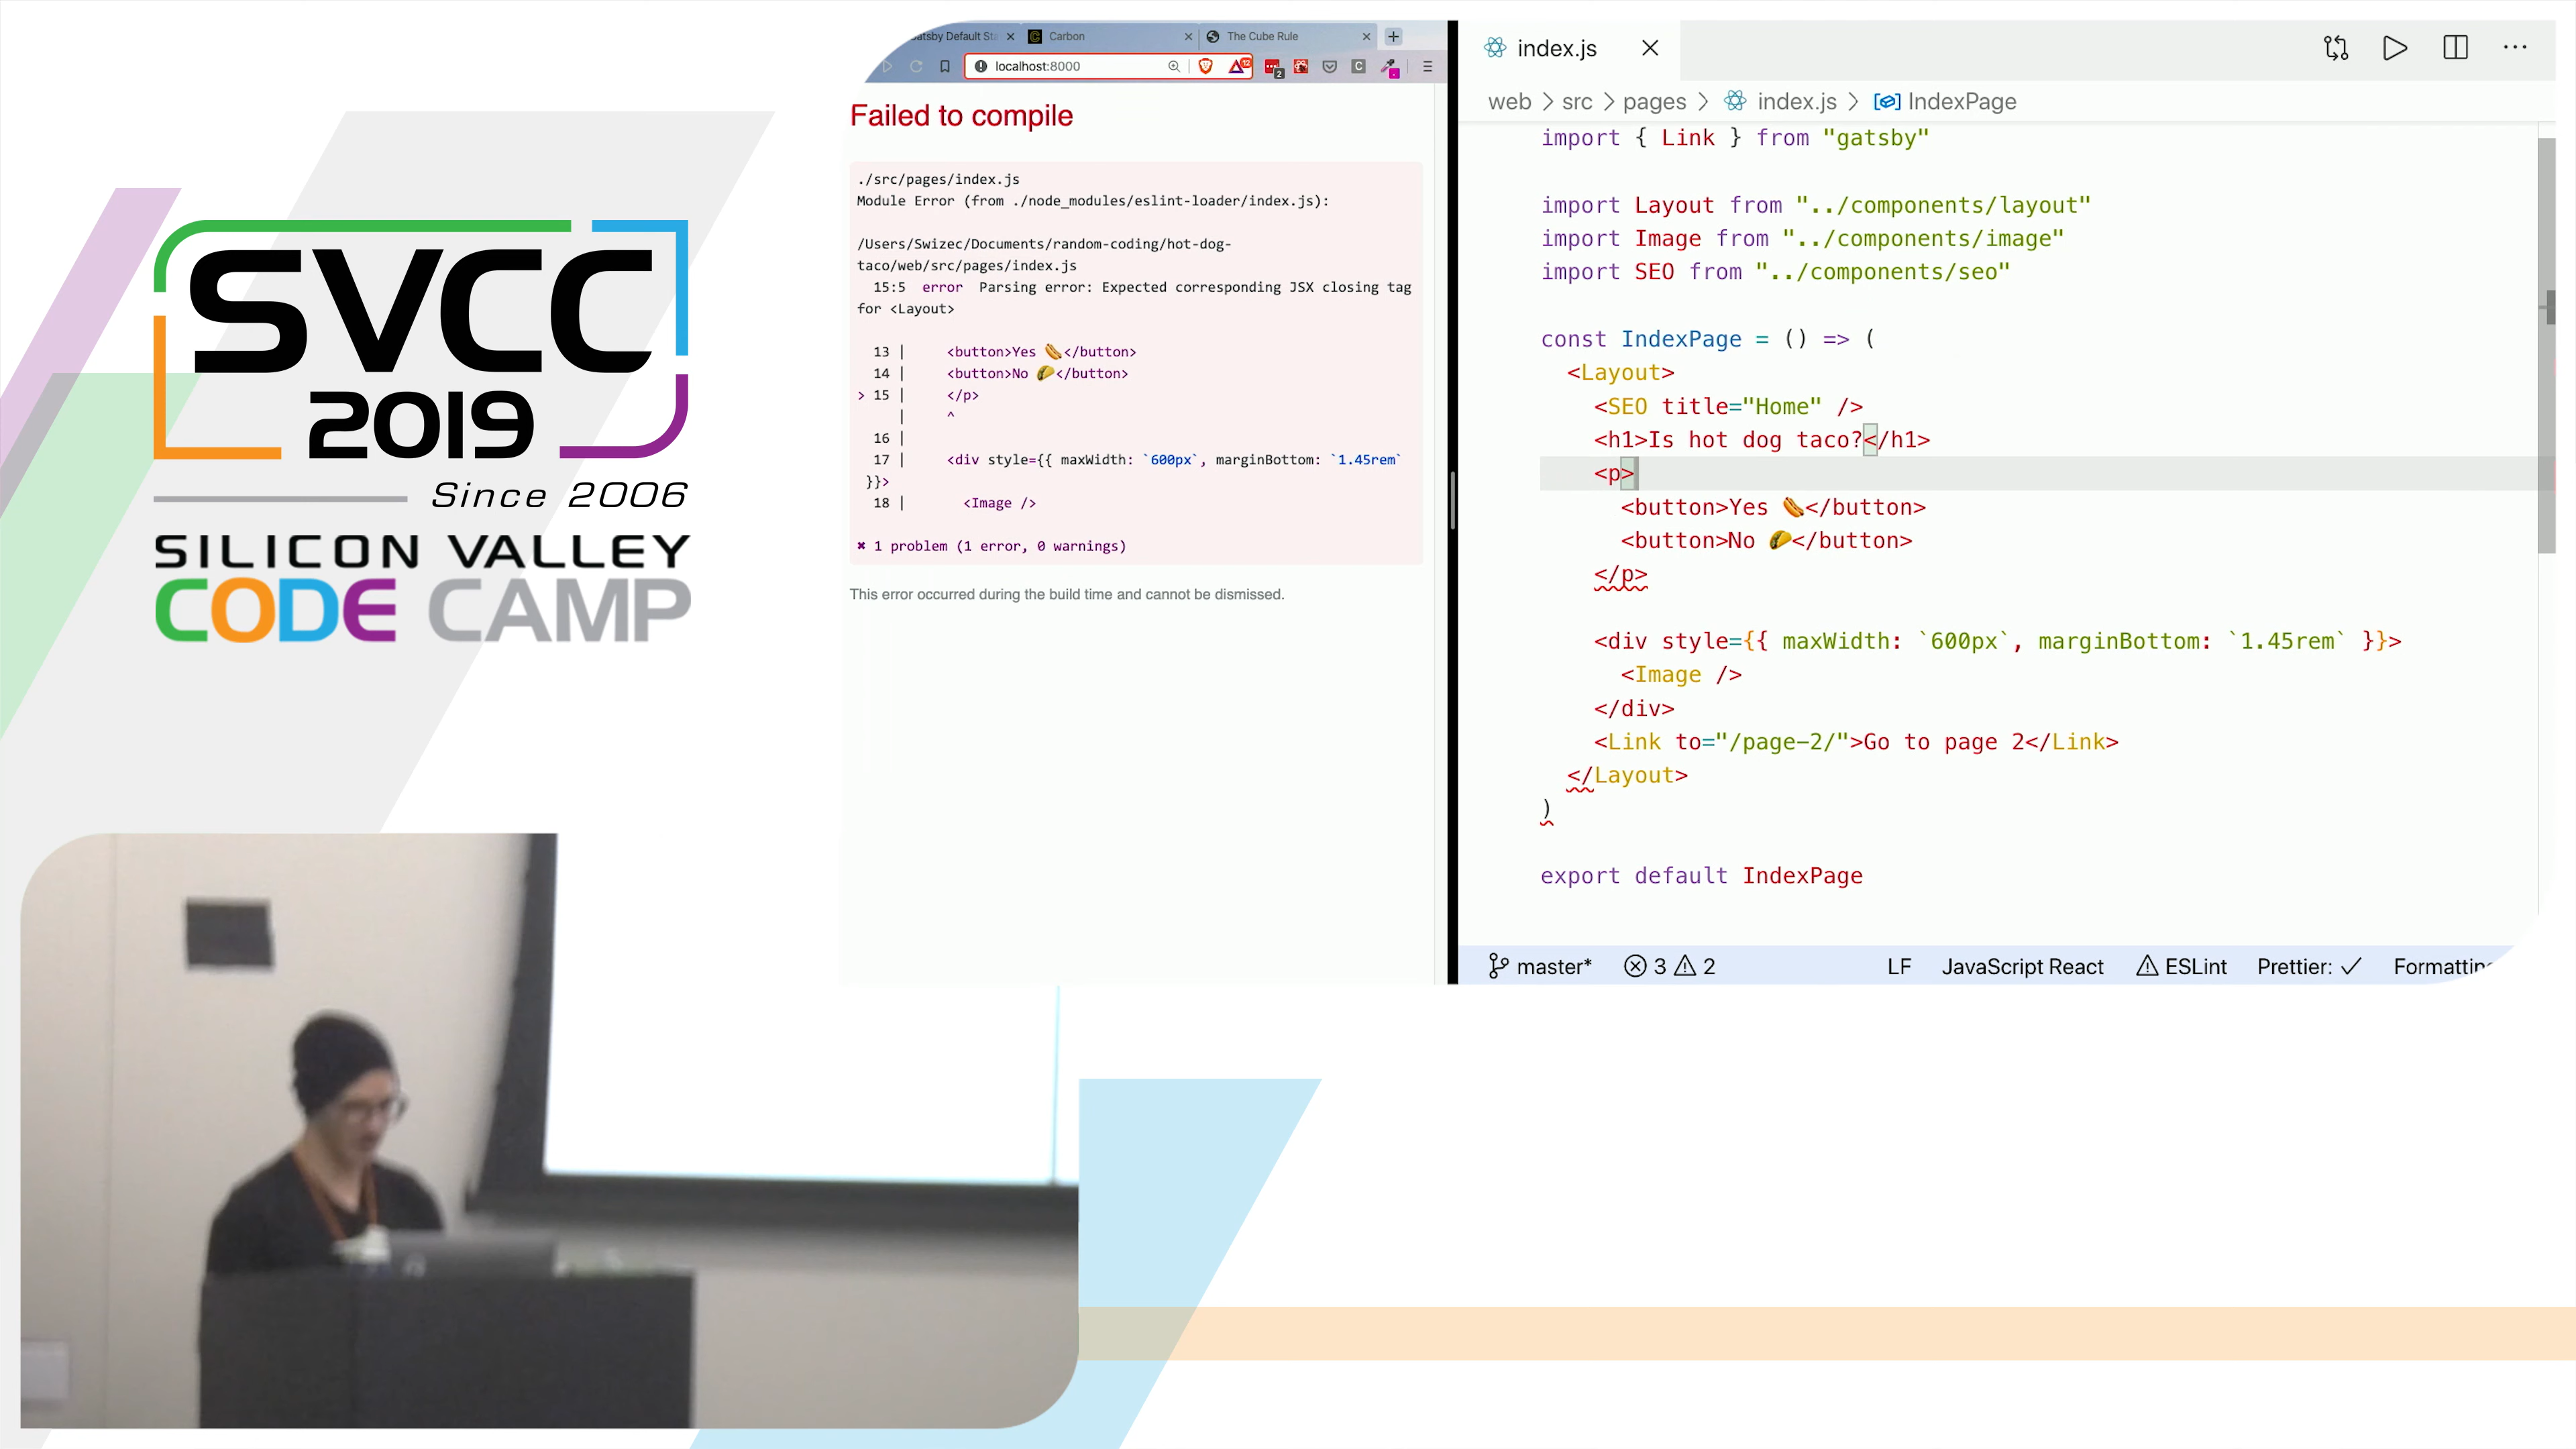 SVCC
2019
Since 2006
SILICON VALLEY
CODE CAMP
Gatsby Default Sta
Carbon
The Cube Rule
localhost:8000
12
2
C
Failed to compile
./src/pages/index.js
Module Error (from ./node_modules/eslint-loader/index.js):
/Users/Swizec/Documents/random-coding/hot-dog-
taco/web/src/pages/index.js
15:5 error Parsing error: Expected corresponding JSX closing tag
for <Layout>
13 | <button>Yes 🌭</button>
14 | <button>No 🌮</button>
> 15 | </p>
| ^
16 |
17 | <div style={{ maxWidth: `600px`, marginBottom: `1.45rem`
}}>
18 | <Image />
✖ 1 problem (1 error, 0 warnings)
This error occurred during the build time and cannot be dismissed.
index.js
web > src > pages > index.js > IndexPage
import { Link } from "gatsby"
import Layout from "../components/layout"
import Image from "../components/image"
import SEO from "../components/seo"
const IndexPage = () => (
<Layout>
<SEO title="Home" />
<h1>Is hot dog taco?</h1>
<p>
<button>Yes 🌭</button>
<button>No 🌮</button>
</p>
<div style={{ maxWidth: `600px`, marginBottom: `1.45rem` }}>
<Image />
</div>
<Link to="/page-2/">Go to page 2</Link>
</Layout>
)
export default IndexPage
master* 3 2 LF JavaScript React ESLint Prettier: ✓ Formatting